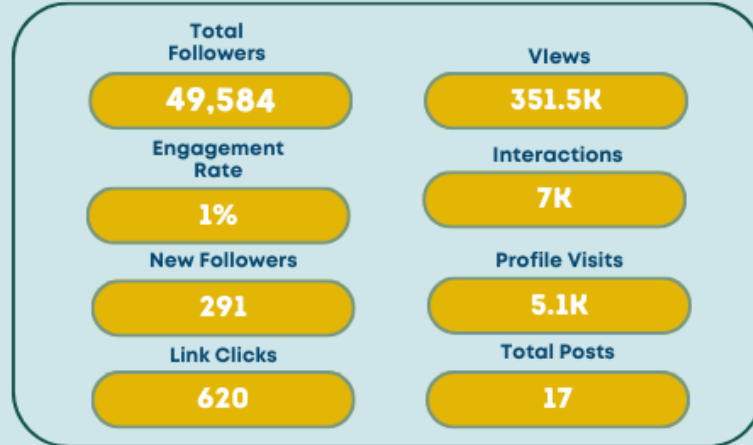 Total
Followers
49,584
VIews
351.5K
Engagement
Rate
1%
Interactions
7K
New Followers
291
Profile Visits
5.1K
Link Clicks
620
Total Posts
17